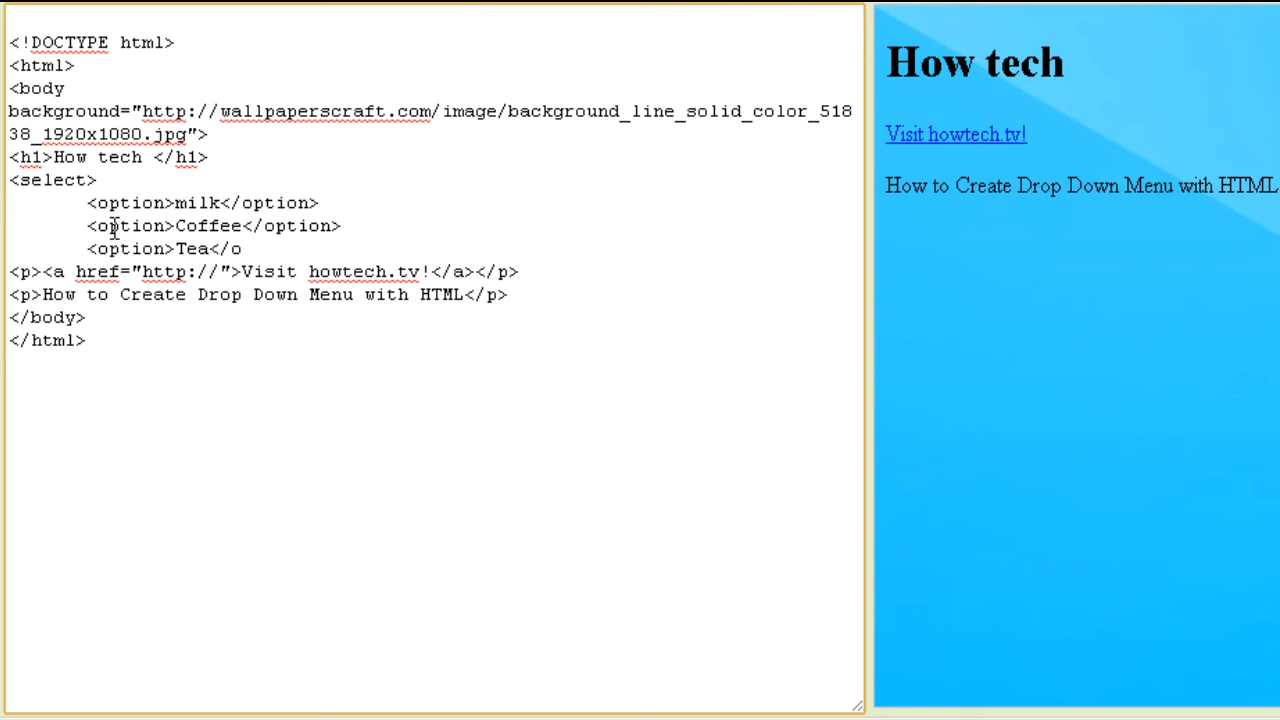 <!DOCTYPE html>
<html>
<body
background="http://wallpaperscraft.com/image/background_line_solid_color_518
38_1920x1080.jpg">
<h1>How tech </h1>
<select>
<option>milk</option>
<option>Coffee</option>
<option>Tea</o
<p><a href="http://">Visit howtech.tv!</a></p>
<p>How to Create Drop Down Menu with HTML</p>
</body>
</html>
How tech
Visit howtech.tv!
How to Create Drop Down Menu with HTML